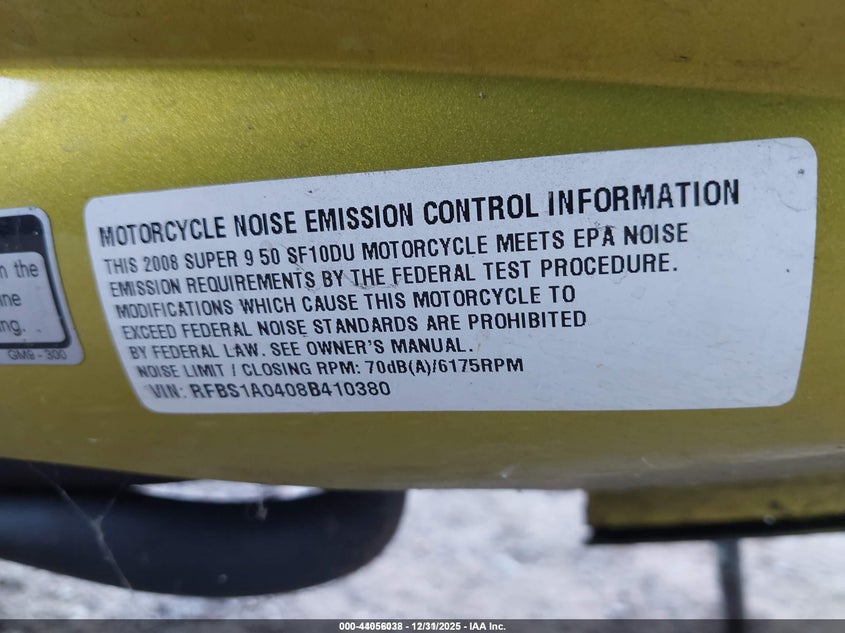 MOTORCYCLE NOISE EMISSION CONTROL INFORMATION
THIS 2008 SUPER 9 50 SF10DU MOTORCYCLE MEETS EPA NOISE
EMISSION REQUIREMENTS BY THE FEDERAL TEST PROCEDURE.
MODIFICATIONS WHICH CAUSE THIS MOTORCYCLE TO
EXCEED FEDERAL NOISE STANDARDS ARE PROHIBITED
BY FEDERAL LAW. SEE OWNER'S MANUAL.
NOISE LIMIT / CLOSING RPM: 70dB(A)/6175RPM
VIN: RFBS1A0408B410380
the
GM9-300
000-44056038 - 12/31/2025 - IAA Inc.